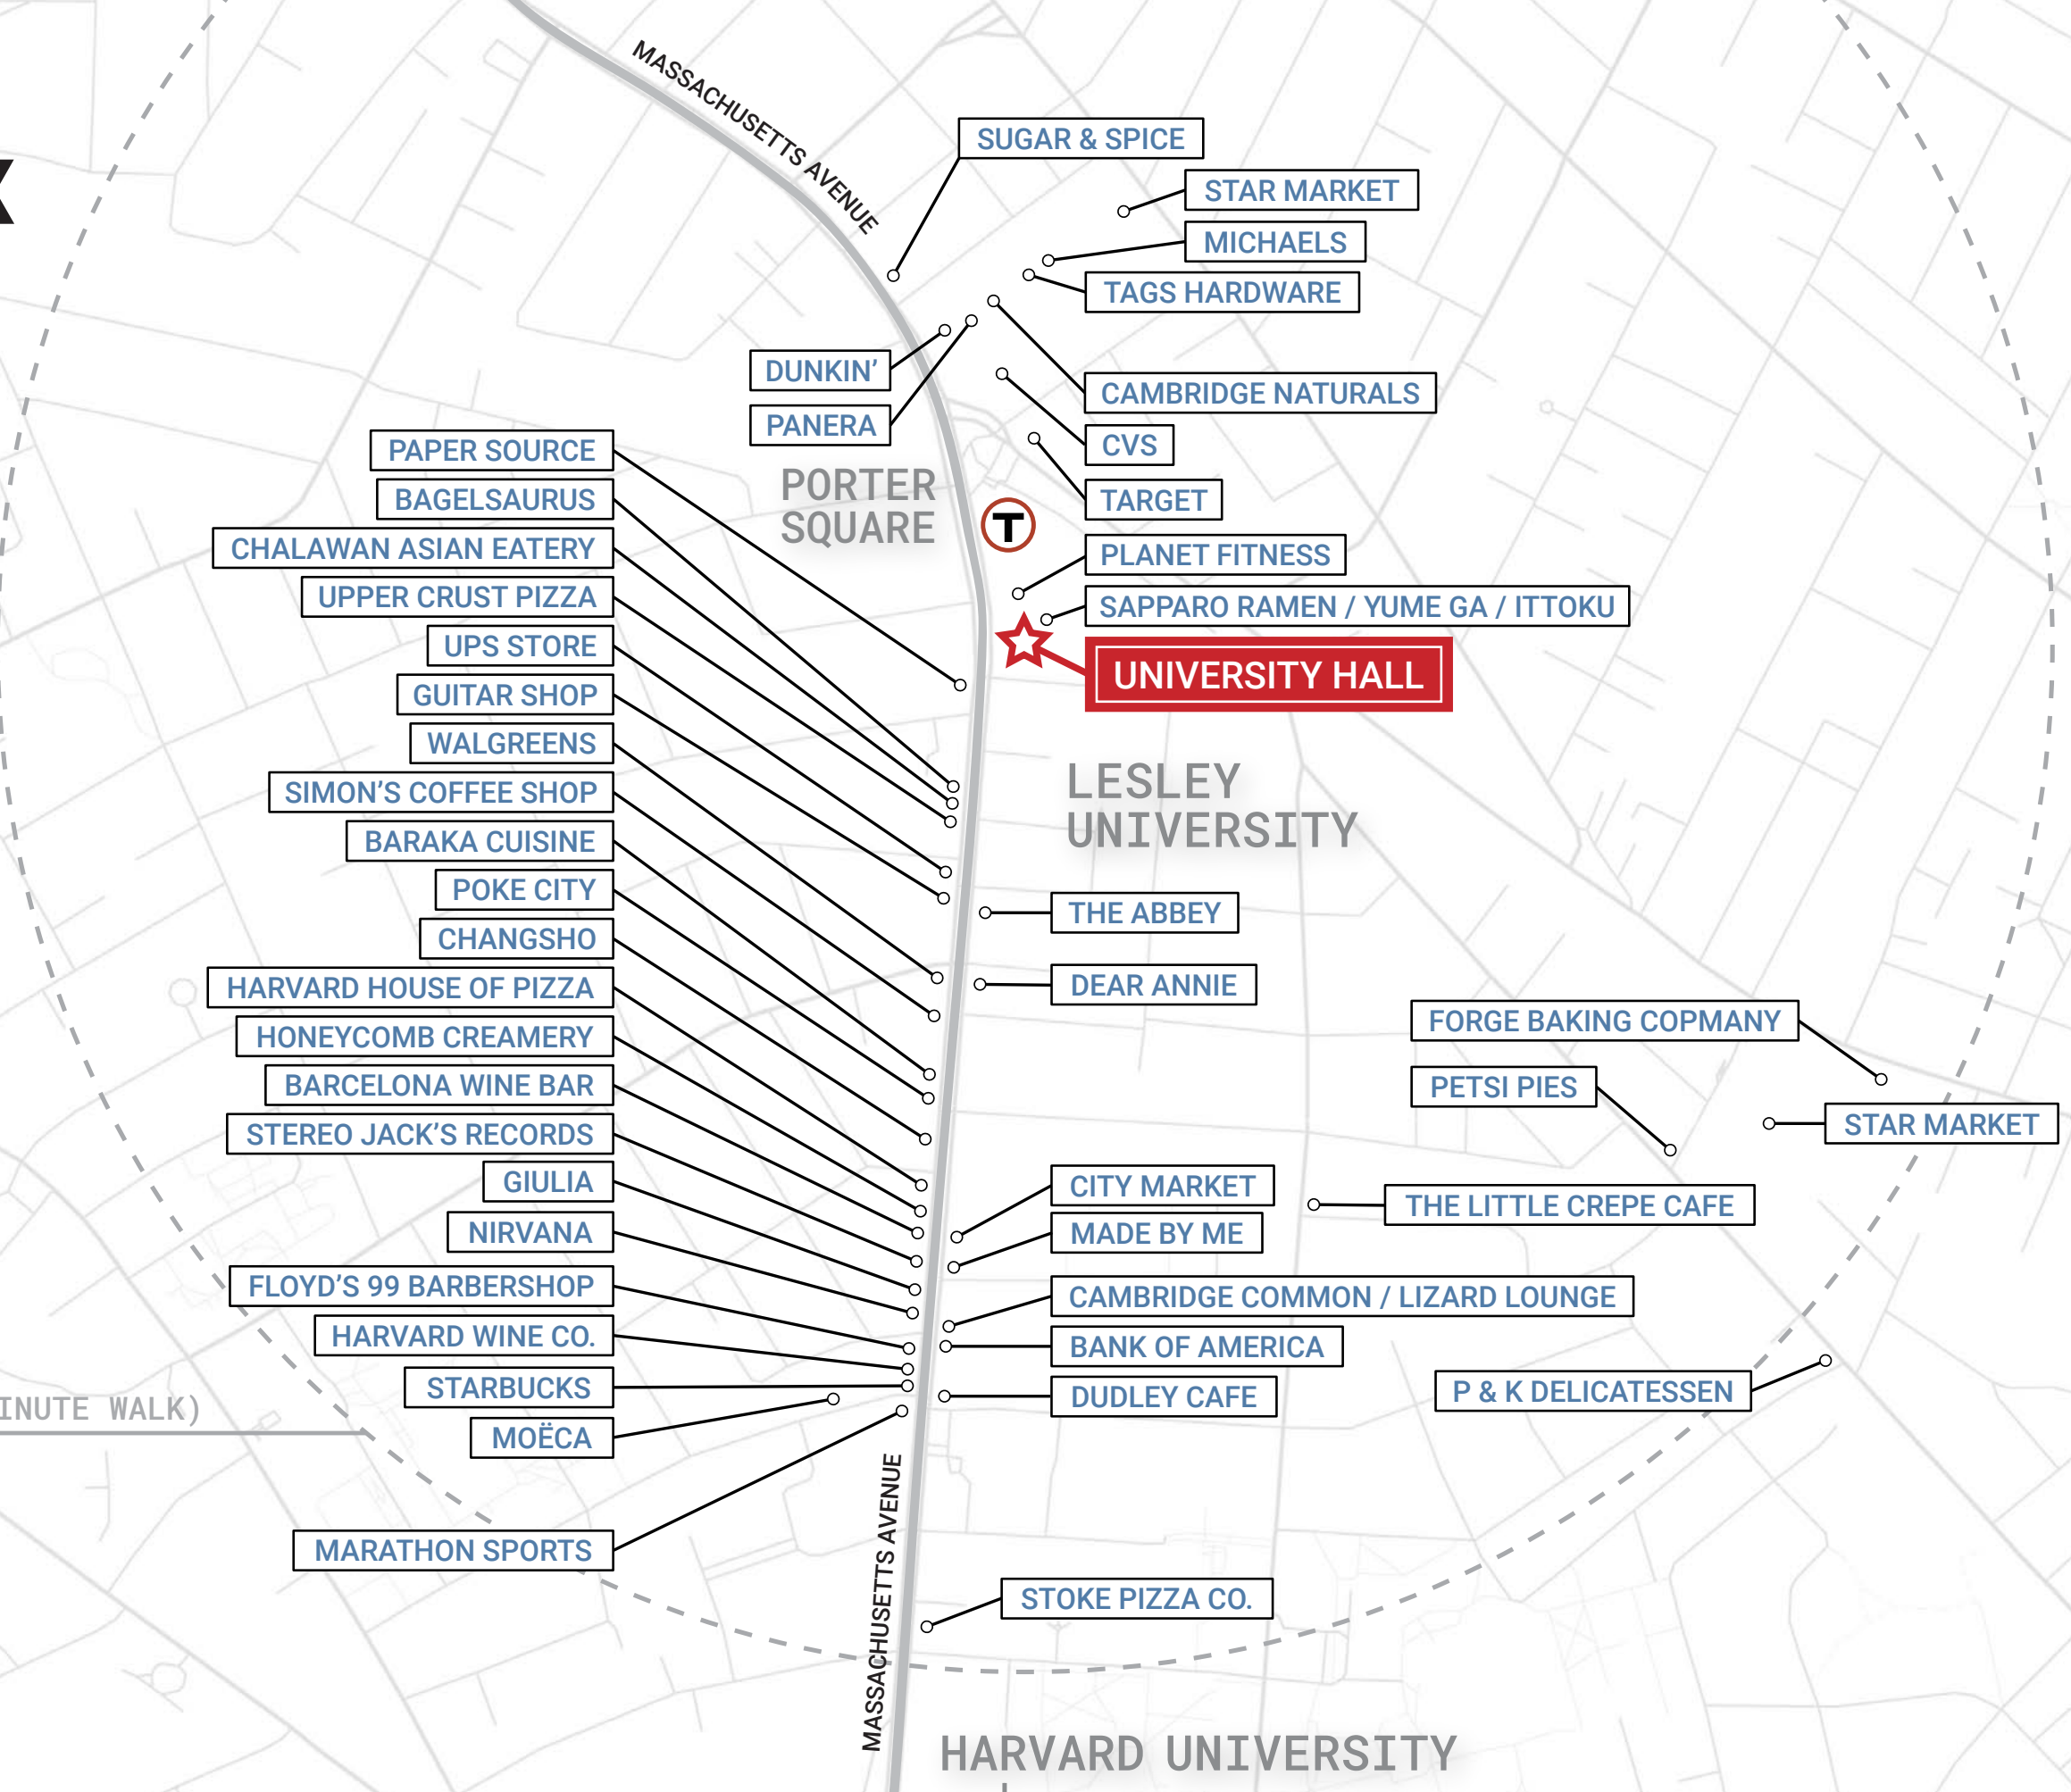 MASSACHUSETTS AVENUE
SUGAR & SPICE
STAR MARKET
MICHAELS
TAGS HARDWARE
DUNKIN’
PANERA
CAMBRIDGE NATURALS
CVS
TARGET
PORTER
SQUARE
T
PLANET FITNESS
SAPPARO RAMEN / YUME GA / ITTOKU
UNIVERSITY HALL
PAPER SOURCE
BAGELSAURUS
CHALAWAN ASIAN EATERY
UPPER CRUST PIZZA
UPS STORE
GUITAR SHOP
WALGREENS
SIMON’S COFFEE SHOP
BARAKA CUISINE
POKE CITY
CHANGSHO
HARVARD HOUSE OF PIZZA
HONEYCOMB CREAMERY
BARCELONA WINE BAR
STEREO JACK’S RECORDS
GIULIA
NIRVANA
FLOYD’S 99 BARBERSHOP
HARVARD WINE CO.
STARBUCKS
MOËCA
MARATHON SPORTS
LESLEY
UNIVERSITY
THE ABBEY
DEAR ANNIE
FORGE BAKING COPMANY
PETSI PIES
STAR MARKET
CITY MARKET
THE LITTLE CREPE CAFE
MADE BY ME
CAMBRIDGE COMMON / LIZARD LOUNGE
BANK OF AMERICA
DUDLEY CAFE
P & K DELICATESSEN
INUTE WALK)
MASSACHUSETTS AVENUE
STOKE PIZZA CO.
HARVARD UNIVERSITY